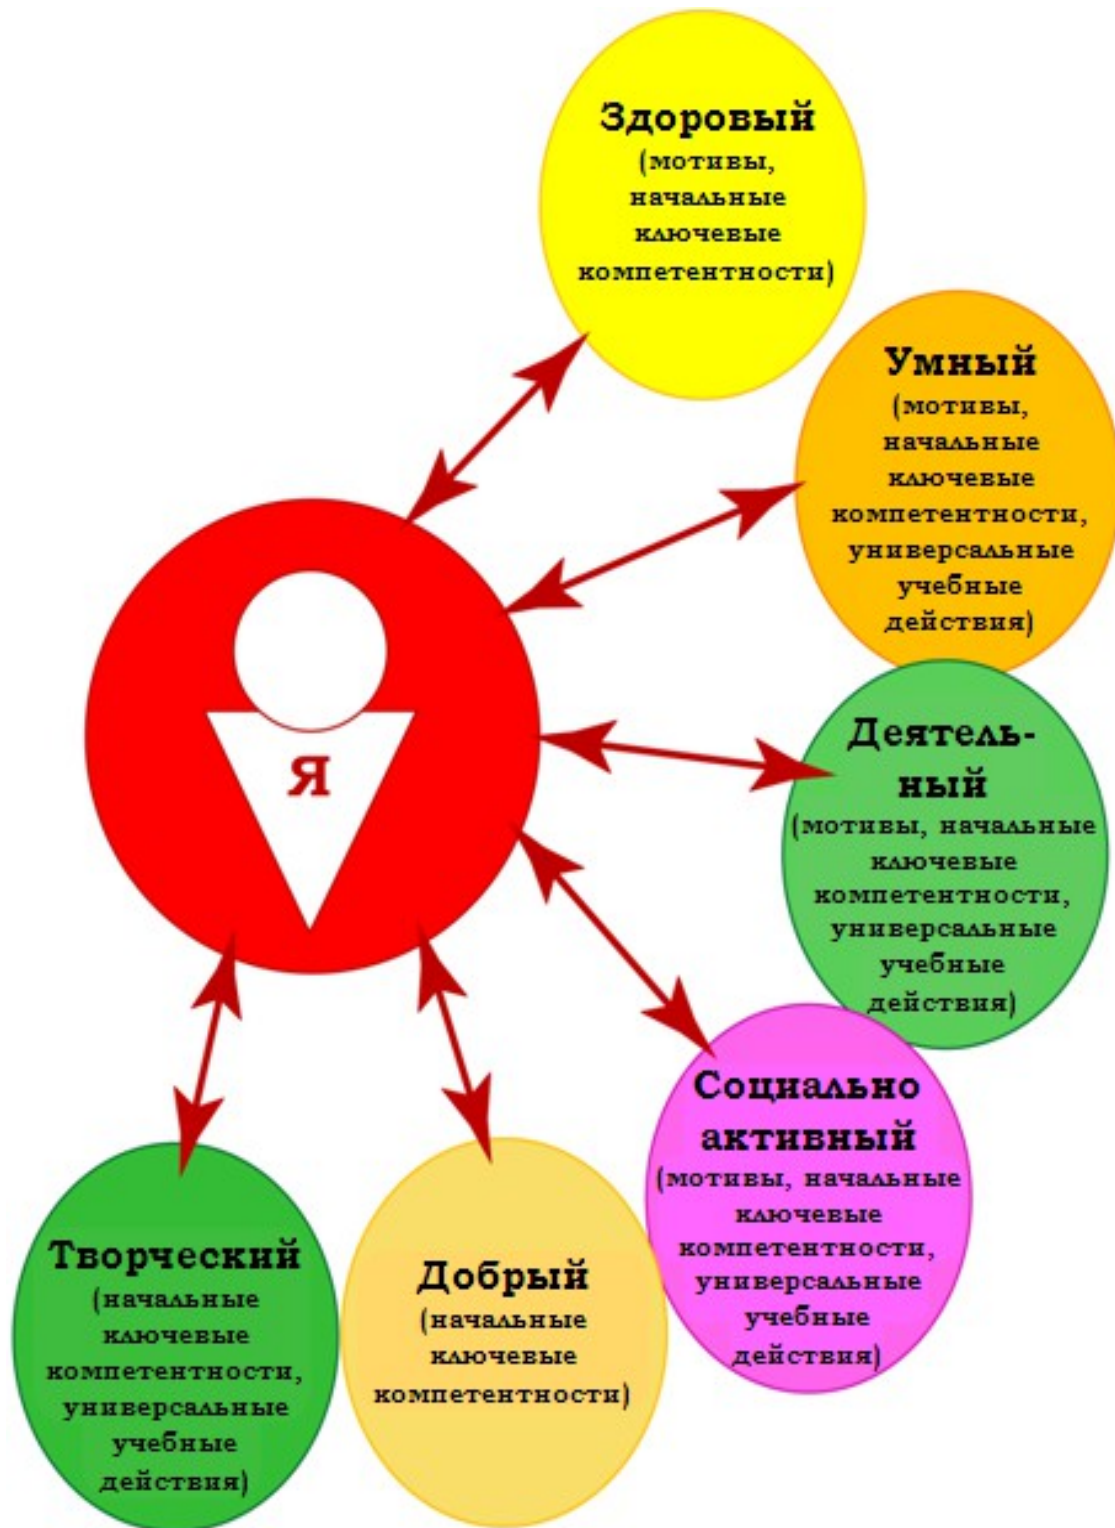 Здоровый
(мотивы,
начальные
ключевые
компетентности)
Умный
(мотивы,
начальные
ключевые
компетентности,
универсальные
учебные
действия)
Я
Деятель-
ный
(мотивы, начальные
ключевые
компетентности,
универсальные
учебные
действия)
Социально
активный
(мотивы, начальные
ключевые
компетентности,
универсальные
учебные
действия)
Добрый
(начальные
ключевые
компетентности)
Творческий
(начальные
ключевые
компетентности,
универсальные
учебные
действия)